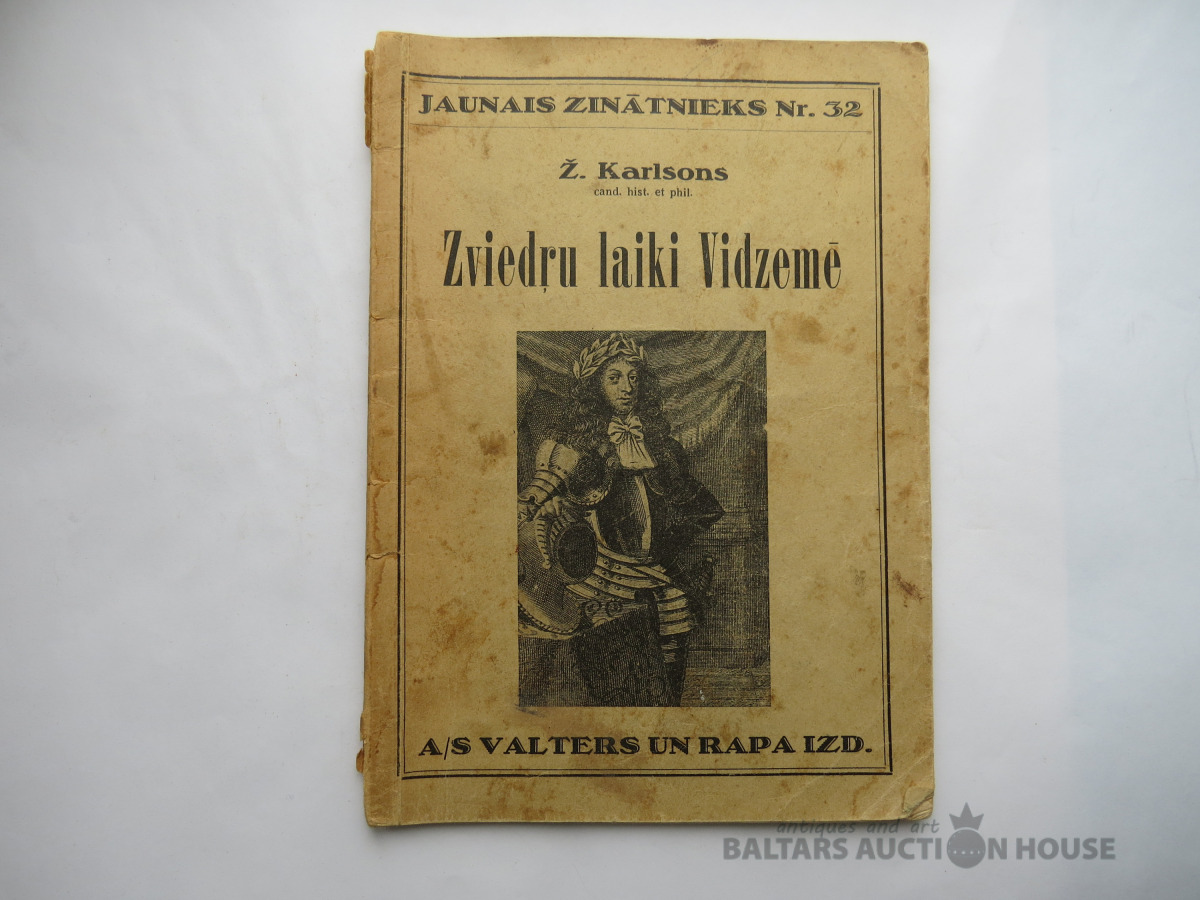 JAUNAIS ZINĀTNIEKS Nr. 32
Ž. Karlsons
cand. hist. et phil.
Zviedŗu laiki Vidzemē
A/S VALTERS UN RAPA IZD.
antiques and art
BALTARS AUCTION HOUSE